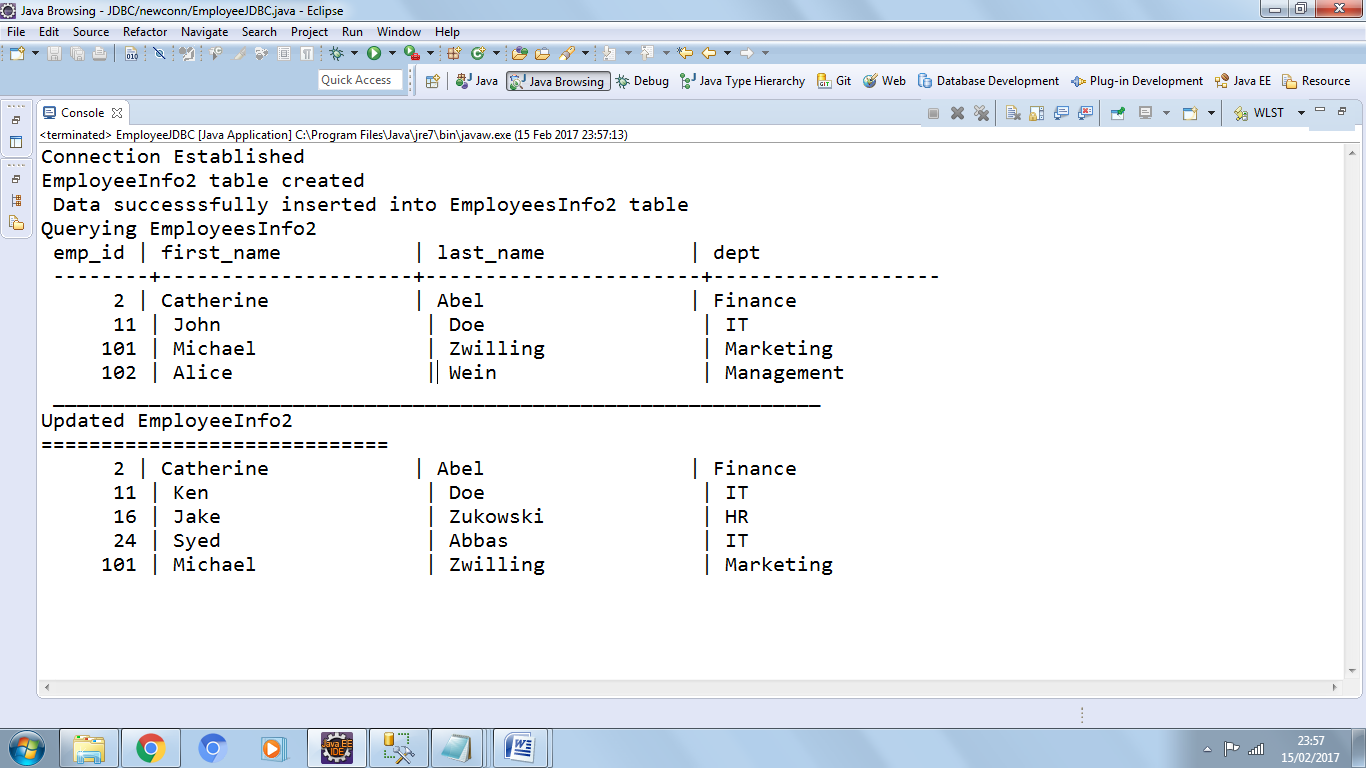 Java Browsing - JDBC/newconn/EmployeeJDBC.java - Eclipse
File Edit Source Refactor Navigate Search Project Run Window Help
010
Quick Access Java Java Browsing Debug Java Type Hierarchy Git Web Database Development Plug-in Development Java EE Resource
Console WLST
<terminated> EmployeeJDBC [Java Application] C:\Program Files\Java\jre7\bin\javaw.exe (15 Feb 2017 23:57:13)
Connection Established
EmployeeInfo2 table created
Data successsfully inserted into EmployeesInfo2 table
Querying EmployeesInfo2
emp_id | first_name | last_name | dept
--------+---------------------+-----------------------+-------------------
2 | Catherine | Abel | Finance
11 | John | Doe | IT
101 | Michael | Zwilling | Marketing
102 | Alice | Wein | Management
________________________________________________________________
Updated EmployeeInfo2
=============================
2 | Catherine | Abel | Finance
11 | Ken | Doe | IT
16 | Jake | Zukowski | HR
24 | Syed | Abbas | IT
101 | Michael | Zwilling | Marketing
Java EE
IDE
W
23:57
15/02/2017